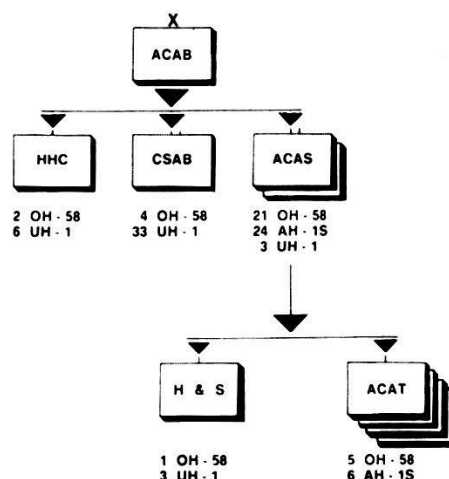 X
ACAB
HHC
CSAB
ACAS
2 OH - 58
6 UH - 1
4 OH - 58
33 UH - 1
21 OH - 58
24 AH - 1S
3 UH - 1
H & S
ACAT
1 OH - 58
3 UH - 1
5 OH - 58
6 AH - 1S